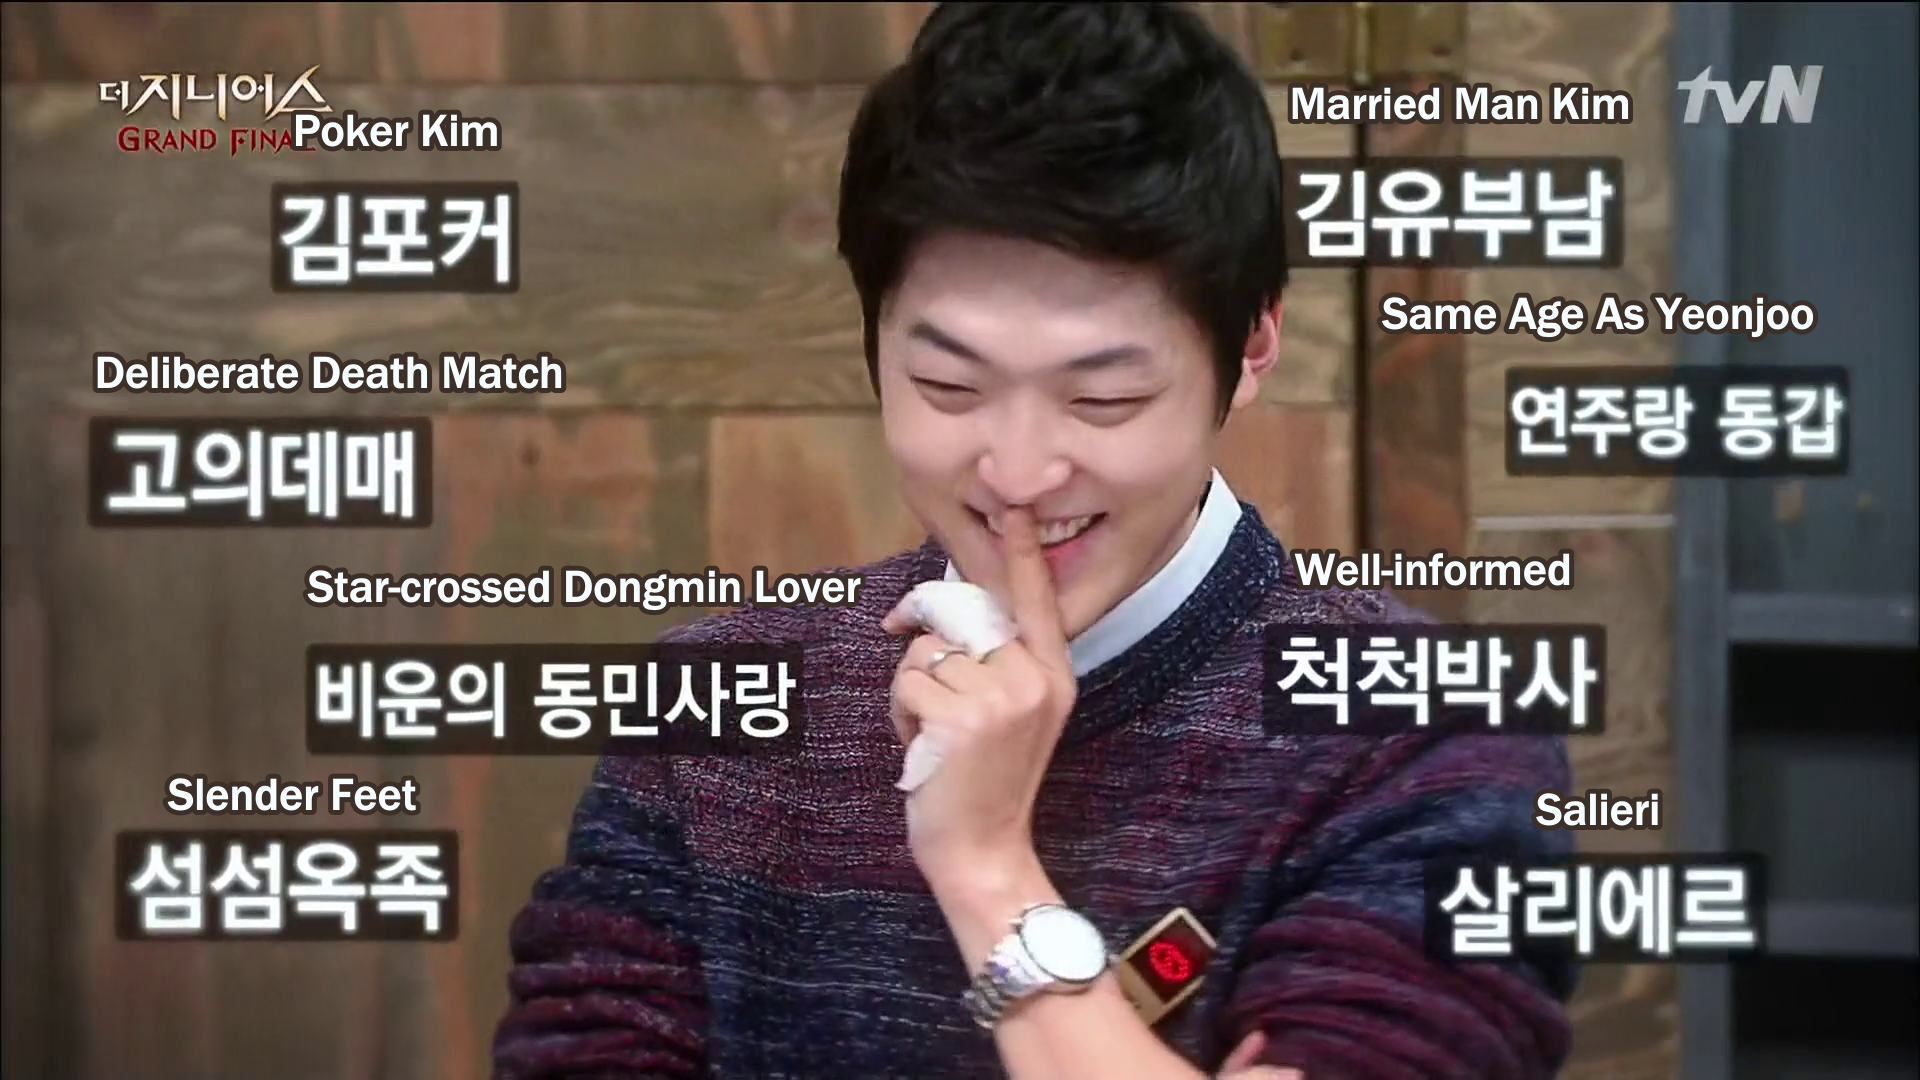 더 지니어스
GRAND FINAL
tvN
Poker Kim
김포커
Married Man Kim
김유부남
Same Age As Yeonjoo
연주랑 동갑
Deliberate Death Match
고의데매
Star-crossed Dongmin Lover
비운의 동민사랑
Well-informed
척척박사
Slender Feet
섬섬옥족
Salieri
살리에르